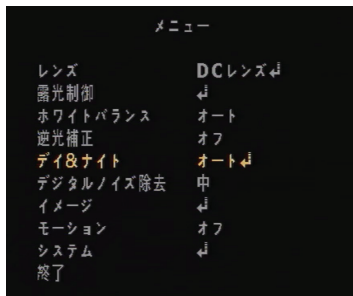 メニュー
レンズ DCレンズ↲
露光制御 ↲
ホワイトバランス オート
逆光補正 オフ
デイ&ナイト オート↲
デジタルノイズ除去 中
イメージ ↲
モーション オフ
システム ↲
終了